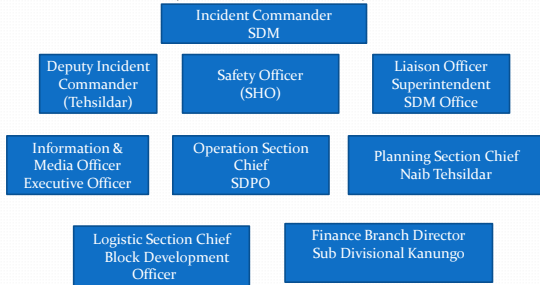 Incident Commander
SDM
Deputy Incident
Commander
(Tehsildar)
Safety Officer
(SHO)
Liaison Officer
Superintendent
SDM Office
Information &
Media Officer
Executive Officer
Operation Section
Chief
SDPO
Planning Section Chief
Naib Tehsildar
Logistic Section Chief
Block Development
Officer
Finance Branch Director
Sub Divisional Kanungo